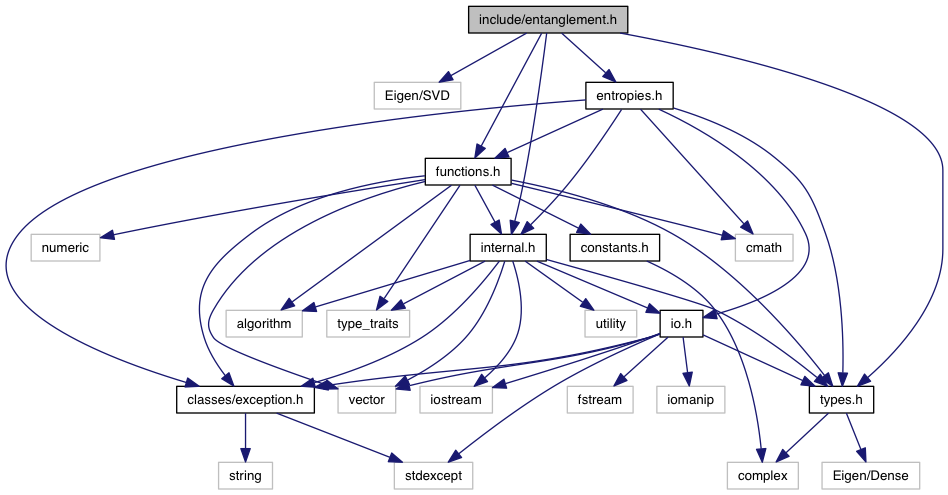 include/entanglement.h
Eigen/SVD
entropies.h
functions.h
numeric
internal.h
constants.h
cmath
algorithm
type_traits
utility
io.h
classes/exception.h
vector
iostream
fstream
iomanip
types.h
string
stdexcept
complex
Eigen/Dense